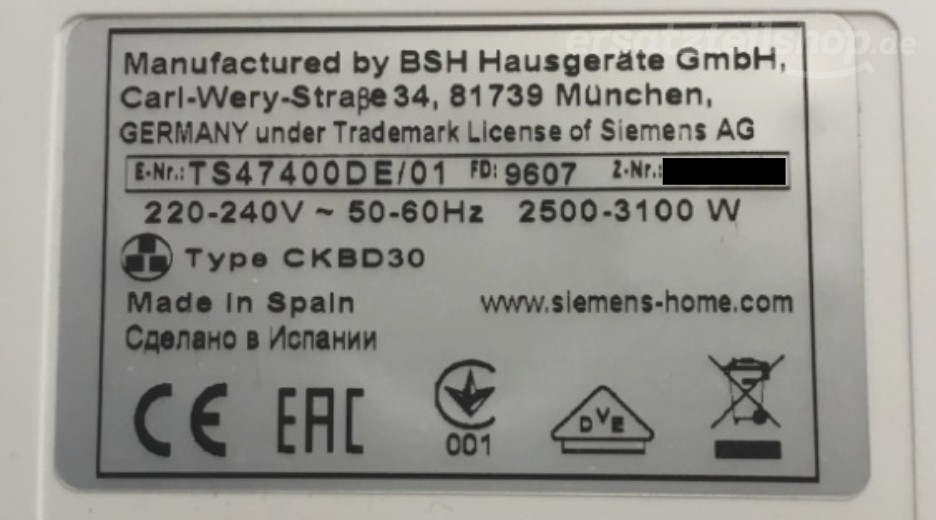 ersatzteilshop.de
Manufactured by BSH Hausgeräte GmbH,
Carl-Wery-Straβe 34, 81739 München,
GERMANY under Trademark License of Siemens AG
E-Nr.: TS47400DE/01 FD: 9607 Z-Nr.:
220-240V ~ 50-60Hz 2500-3100 W
Type CKBD30
Made in Spain www.siemens-home.com
Сделано в Испании
CE EAC 001 DVE